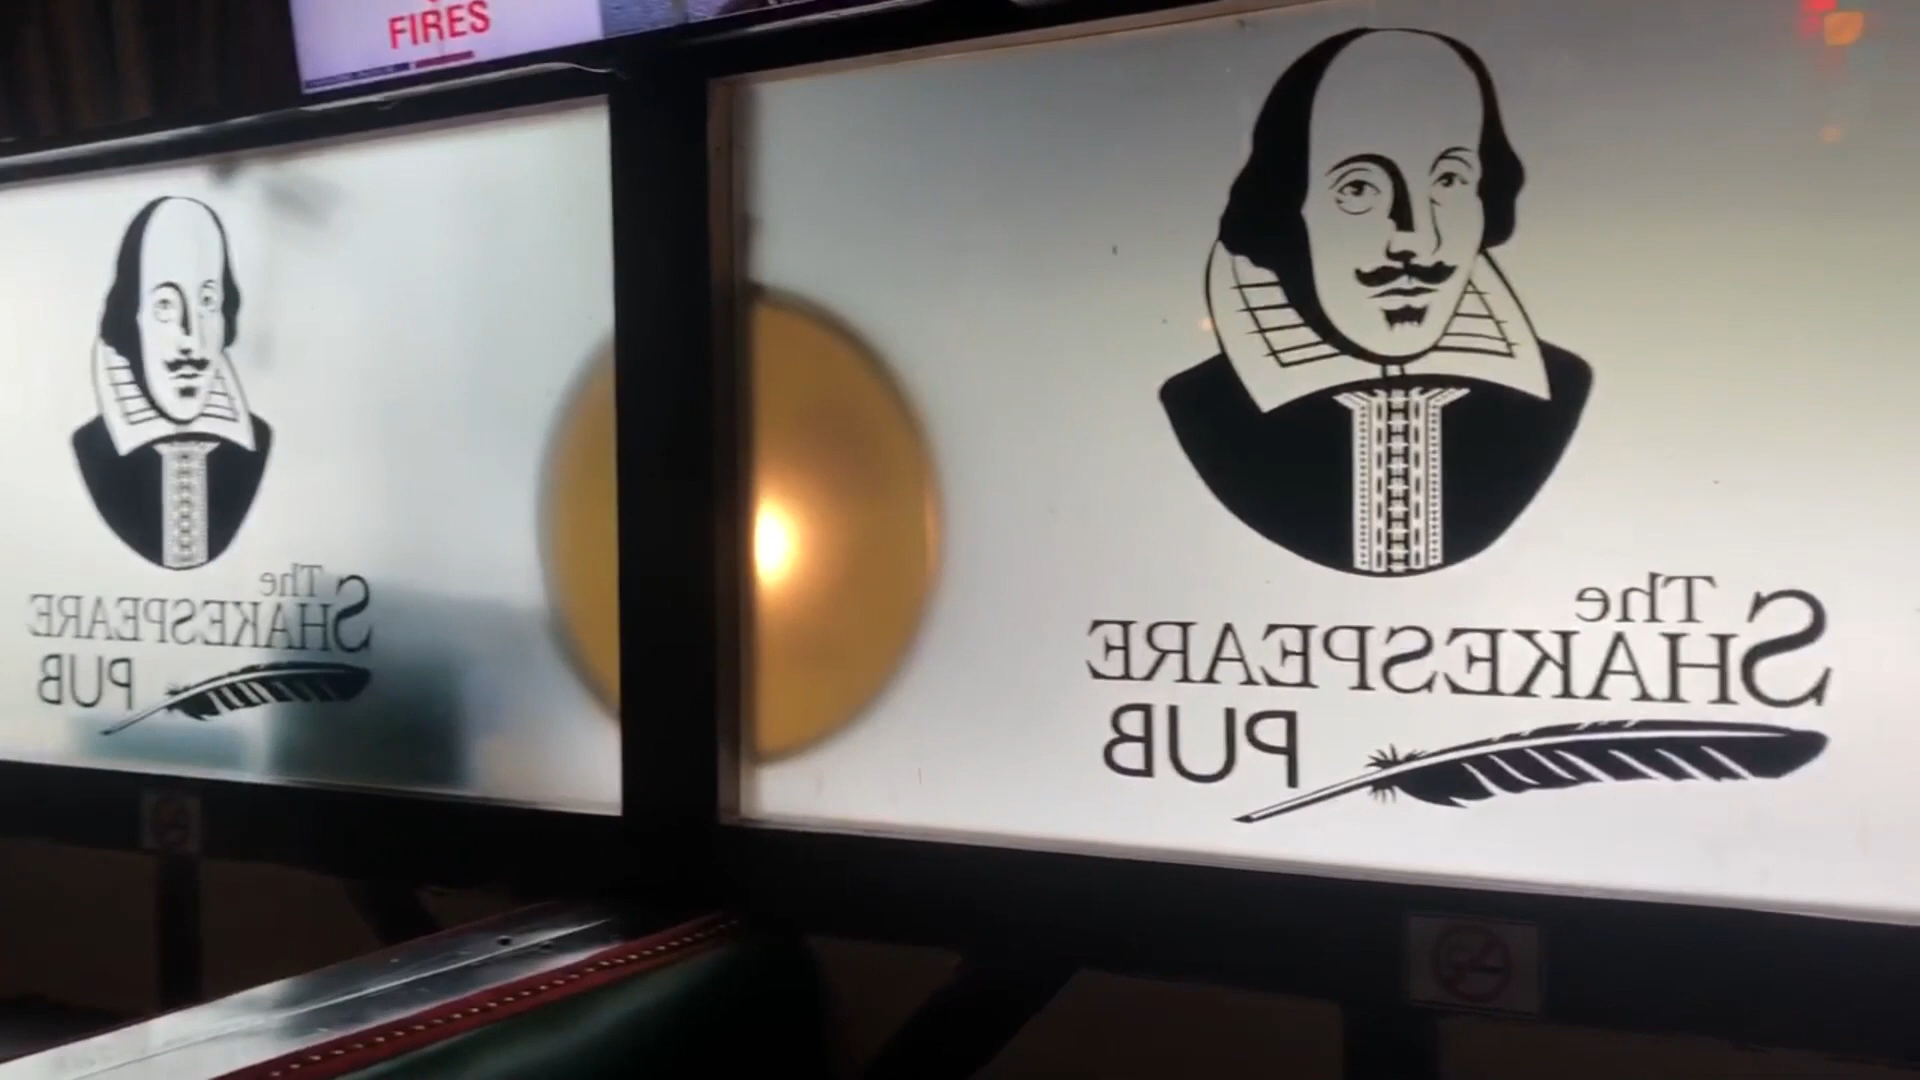 FIRES
The
SHAKESPEARE
PUB
The
SHAKESPEARE
PUB